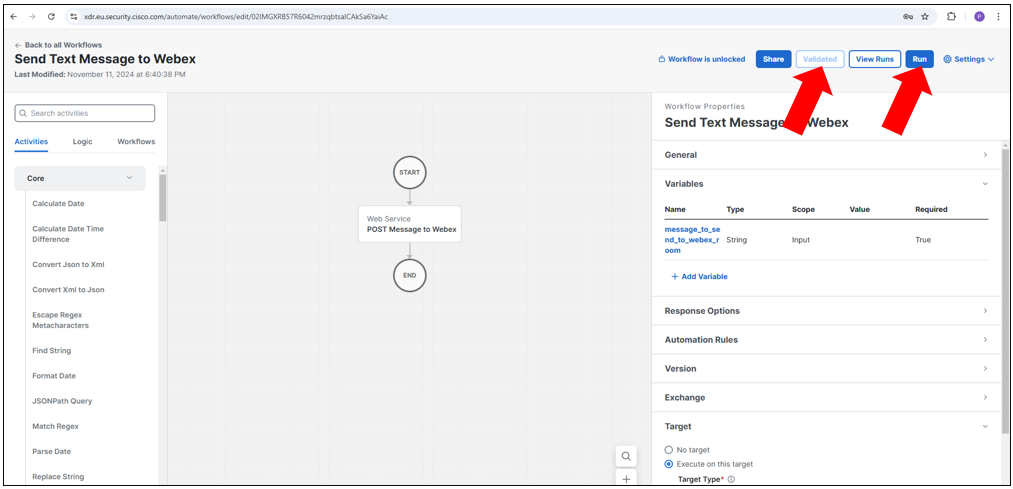 xdr.eu.security.cisco.com/automate/workflows/edit/02IMGXRB57R6042mrzqbtsalCAkSa6YaiAc
P
← Back to all Workflows
Send Text Message to Webex
Last Modified: November 11, 2024 at 6:40:38 PM
Workflow is unlocked
Share
Validated
View Runs
Run
Settings
Search activities
Activities Logic Workflows
Core
Calculate Date
Calculate Date Time
Difference
Convert Json to Xml
Convert Xml to Json
Escape Regex
Metacharacters
Find String
Format Date
JSONPath Query
Match Regex
Parse Date
Replace String
START
Web Service
POST Message to Webex
END
Workflow Properties
Send Text Message Webex
General
Variables
Name Type Scope Value Required
message_to_se
nd_to_webex_r
oom
String Input True
+ Add Variable
Response Options
Automation Rules
Version
Exchange
Target
No target
Execute on this target
Target Type*